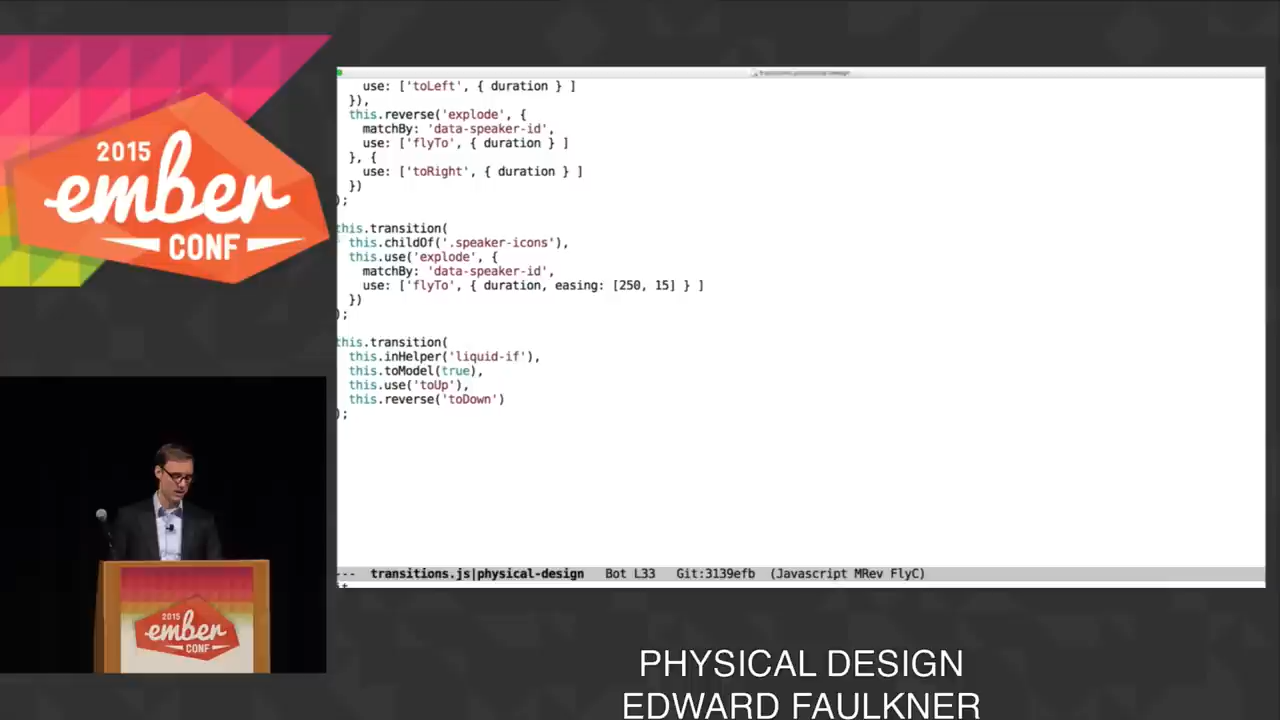 2015
ember
CONF
use: ['toLeft', { duration } ]
}),
this.reverse('explode', {
matchBy: 'data-speaker-id',
use: ['flyTo', { duration } ]
}, {
use: ['toRight', { duration } ]
})
);
this.transition(
this.childOf('.speaker-icons'),
this.use('explode', {
matchBy: 'data-speaker-id',
use: ['flyTo', { duration, easing: [250, 15] } ]
})
);
this.transition(
this.inHelper('liquid-if'),
this.toModel(true),
this.use('toUp'),
this.reverse('toDown')
);
--- transitions.js|physical-design Bot L33 Git:3139efb (Javascript MRev FlyC)
2015
ember
CONF
PHYSICAL DESIGN
EDWARD FAULKNER